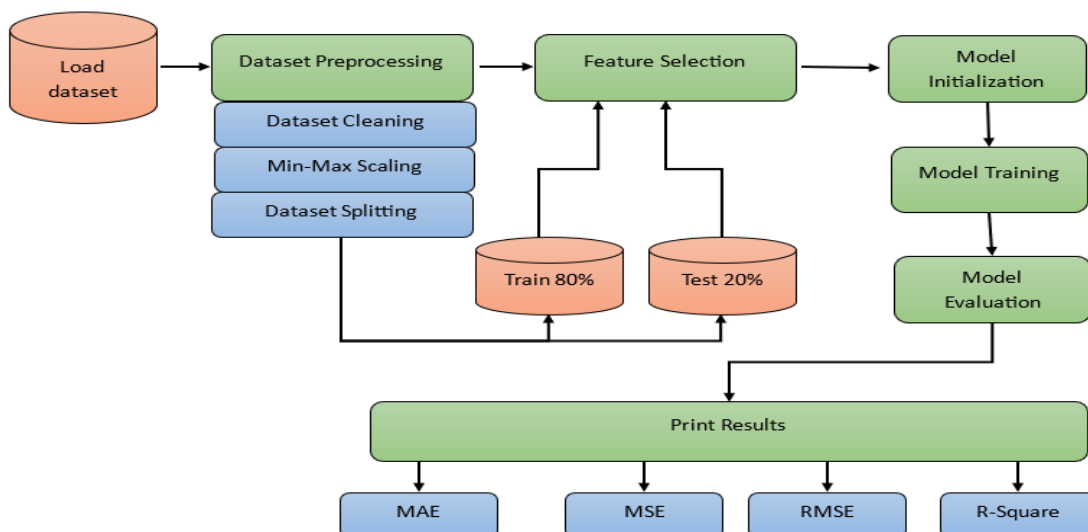 Load
dataset
Dataset Preprocessing
Dataset Cleaning
Min-Max Scaling
Dataset Splitting
Feature Selection
Train 80%
Test 20%
Model
Initialization
Model Training
Model
Evaluation
Print Results
MAE
MSE
RMSE
R-Square